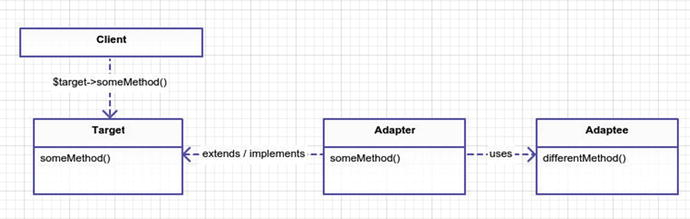 Client
$target->someMethod()
Target
someMethod()
extends / implements
Adapter
someMethod()
uses
Adaptee
differentMethod()